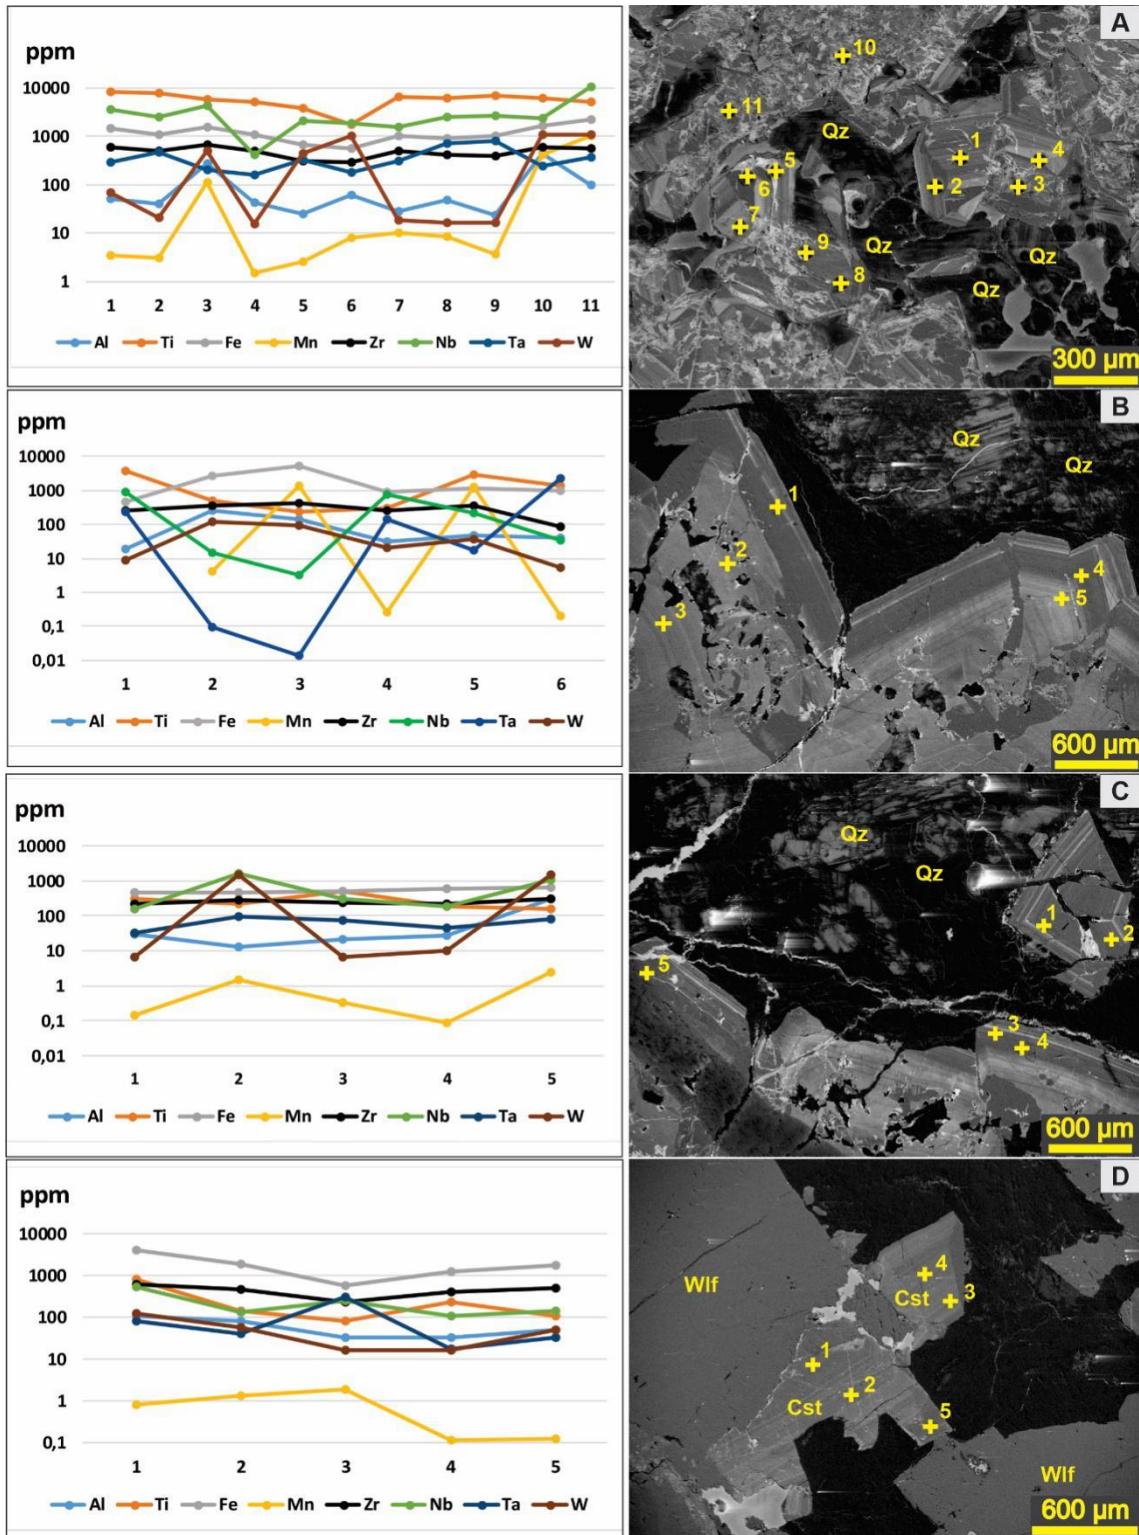 ppm
10000
1000
100
10
1
1 2 3 4 5 6 7 8 9 10 11
Al Ti Fe Mn Zr Nb Ta W
A
10
11
Qz
1
4
5
6
2
3
7
9
Qz
8
Qz
Qz
300 µm
ppm
10000
1000
100
10
1
0,1
0,01
1 2 3 4 5 6
Al Ti Fe Mn Zr Nb Ta W
B
Qz
Qz
1
2
4
5
3
600 µm
ppm
10000
1000
100
10
1
0,1
0,01
1 2 3 4 5
Al Ti Fe Mn Zr Nb Ta W
C
Qz
Qz
1
2
5
3
4
600 µm
ppm
10000
1000
100
10
1
0,1
1 2 3 4 5
Al Ti Fe Mn Zr Nb Ta W
D
Wlf
4
Cst
3
1
2
Cst
5
Wlf
600 µm